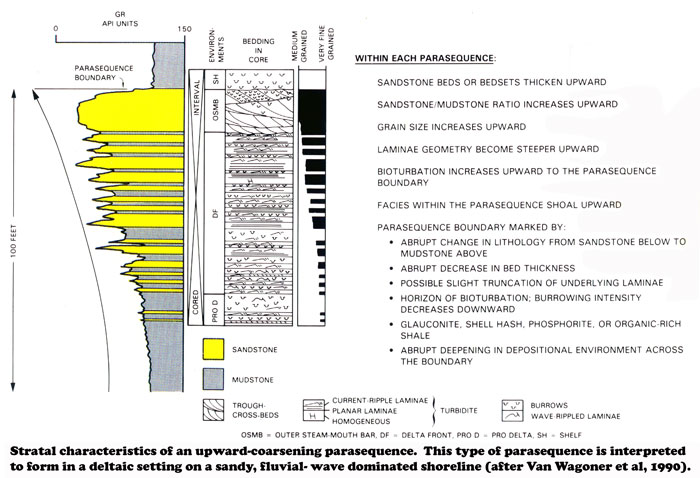 GR
API UNITS
0
150
PARASEQUENCE
BOUNDARY
100 FEET
ENVIRON-
MENTS
BEDDING
IN
CORE
MEDIUM
GRAINED
VERY FINE
GRAINED
INTERVAL
CORED
SH
OSMB
DF
PRO D
H
SANDSTONE
MUDSTONE
TROUGH-
CROSS-BEDS
CURRENT-RIPPLE LAMINAE
PLANAR LAMINAE
H
HOMOGENEOUS
TURBIDITE
BURROWS
WAVE-RIPPLED LAMINAE
OSMB = OUTER STEAM-MOUTH BAR, DF = DELTA FRONT, PRO D = PRO DELTA, SH = SHELF
WITHIN EACH PARASEQUENCE:
SANDSTONE BEDS OR BEDSETS THICKEN UPWARD
SANDSTONE/MUDSTONE RATIO INCREASES UPWARD
GRAIN SIZE INCREASES UPWARD
LAMINAE GEOMETRY BECOME STEEPER UPWARD
BIOTURBATION INCREASES UPWARD TO THE PARASEQUENCE
BOUNDARY
FACIES WITHIN THE PARASEQUENCE SHOAL UPWARD
PARASEQUENCE BOUNDARY MARKED BY:
• ABRUPT CHANGE IN LITHOLOGY FROM SANDSTONE BELOW TO
MUDSTONE ABOVE
• ABRUPT DECREASE IN BED THICKNESS
• POSSIBLE SLIGHT TRUNCATION OF UNDERLYING LAMINAE
• HORIZON OF BIOTURBATION; BURROWING INTENSITY
DECREASES DOWNWARD
• GLAUCONITE, SHELL HASH, PHOSPHORITE, OR ORGANIC-RICH
SHALE
• ABRUPT DEEPENING IN DEPOSITIONAL ENVIRONMENT ACROSS
THE BOUNDARY
Stratal characteristics of an upward-coarsening parasequence. This type of parasequence is interpreted
to form in a deltaic setting on a sandy, fluvial- wave dominated shoreline (after Van Wagoner et al, 1990).